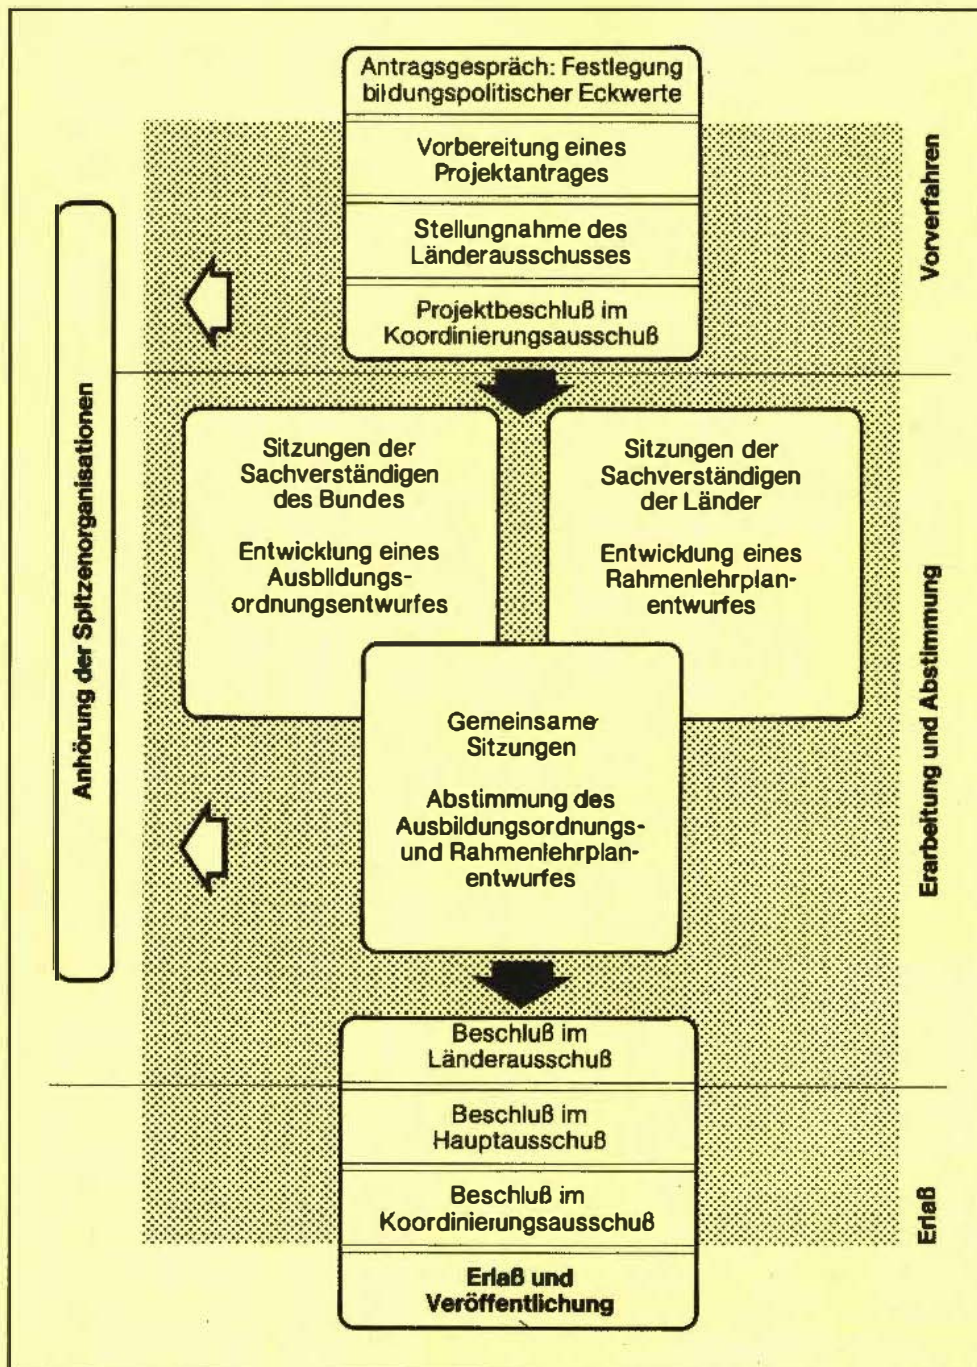 Antragsgespräch: Festlegung
bildungspolitischer Eckwerte
Vorbereitung eines
Projektantrages
Stellungnahme des
Länderausschusses
Projektbeschluß im
Koordinierungsausschuß
Vorverfahren
Anhörung der Spitzenorganisationen
Sitzungen der
Sachverständigen
des Bundes
Entwicklung eines
Ausbildungs-
ordnungsentwurfes
Sitzungen der
Sachverständigen
der Länder
Entwicklung eines
Rahmenlehrplan-
entwurfes
Gemeinsame
Sitzungen
Abstimmung des
Ausbildungsordnungs-
und Rahmenlehrplan-
entwurfes
Erarbeitung und Abstimmung
Beschluß im
Länderausschuß
Beschluß im
Hauptausschuß
Beschluß im
Koordinierungsausschuß
Erlaß und
Veröffentlichung
Erlaß